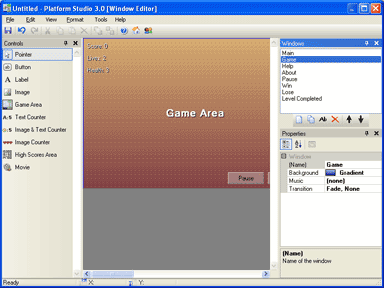 Untitled - Platform Studio 3.0 [Window Editor]
File Edit View Format Tools Help
Controls
Pointer
Button
A Label
Image
Game Area
Text Counter
Image & Text Counter
Image Counter
High Scores Area
Movie
Score: 0
Lives: 2
Health: 3
Game Area
Pause
Windows
Main
Game
Help
About
Pause
Win
Lose
Level Completed
Properties
Window
(Name) Game
Background Gradient
Music (none)
Transition Fade, None
(Name)
Name of the window
Ready
X:
Y: